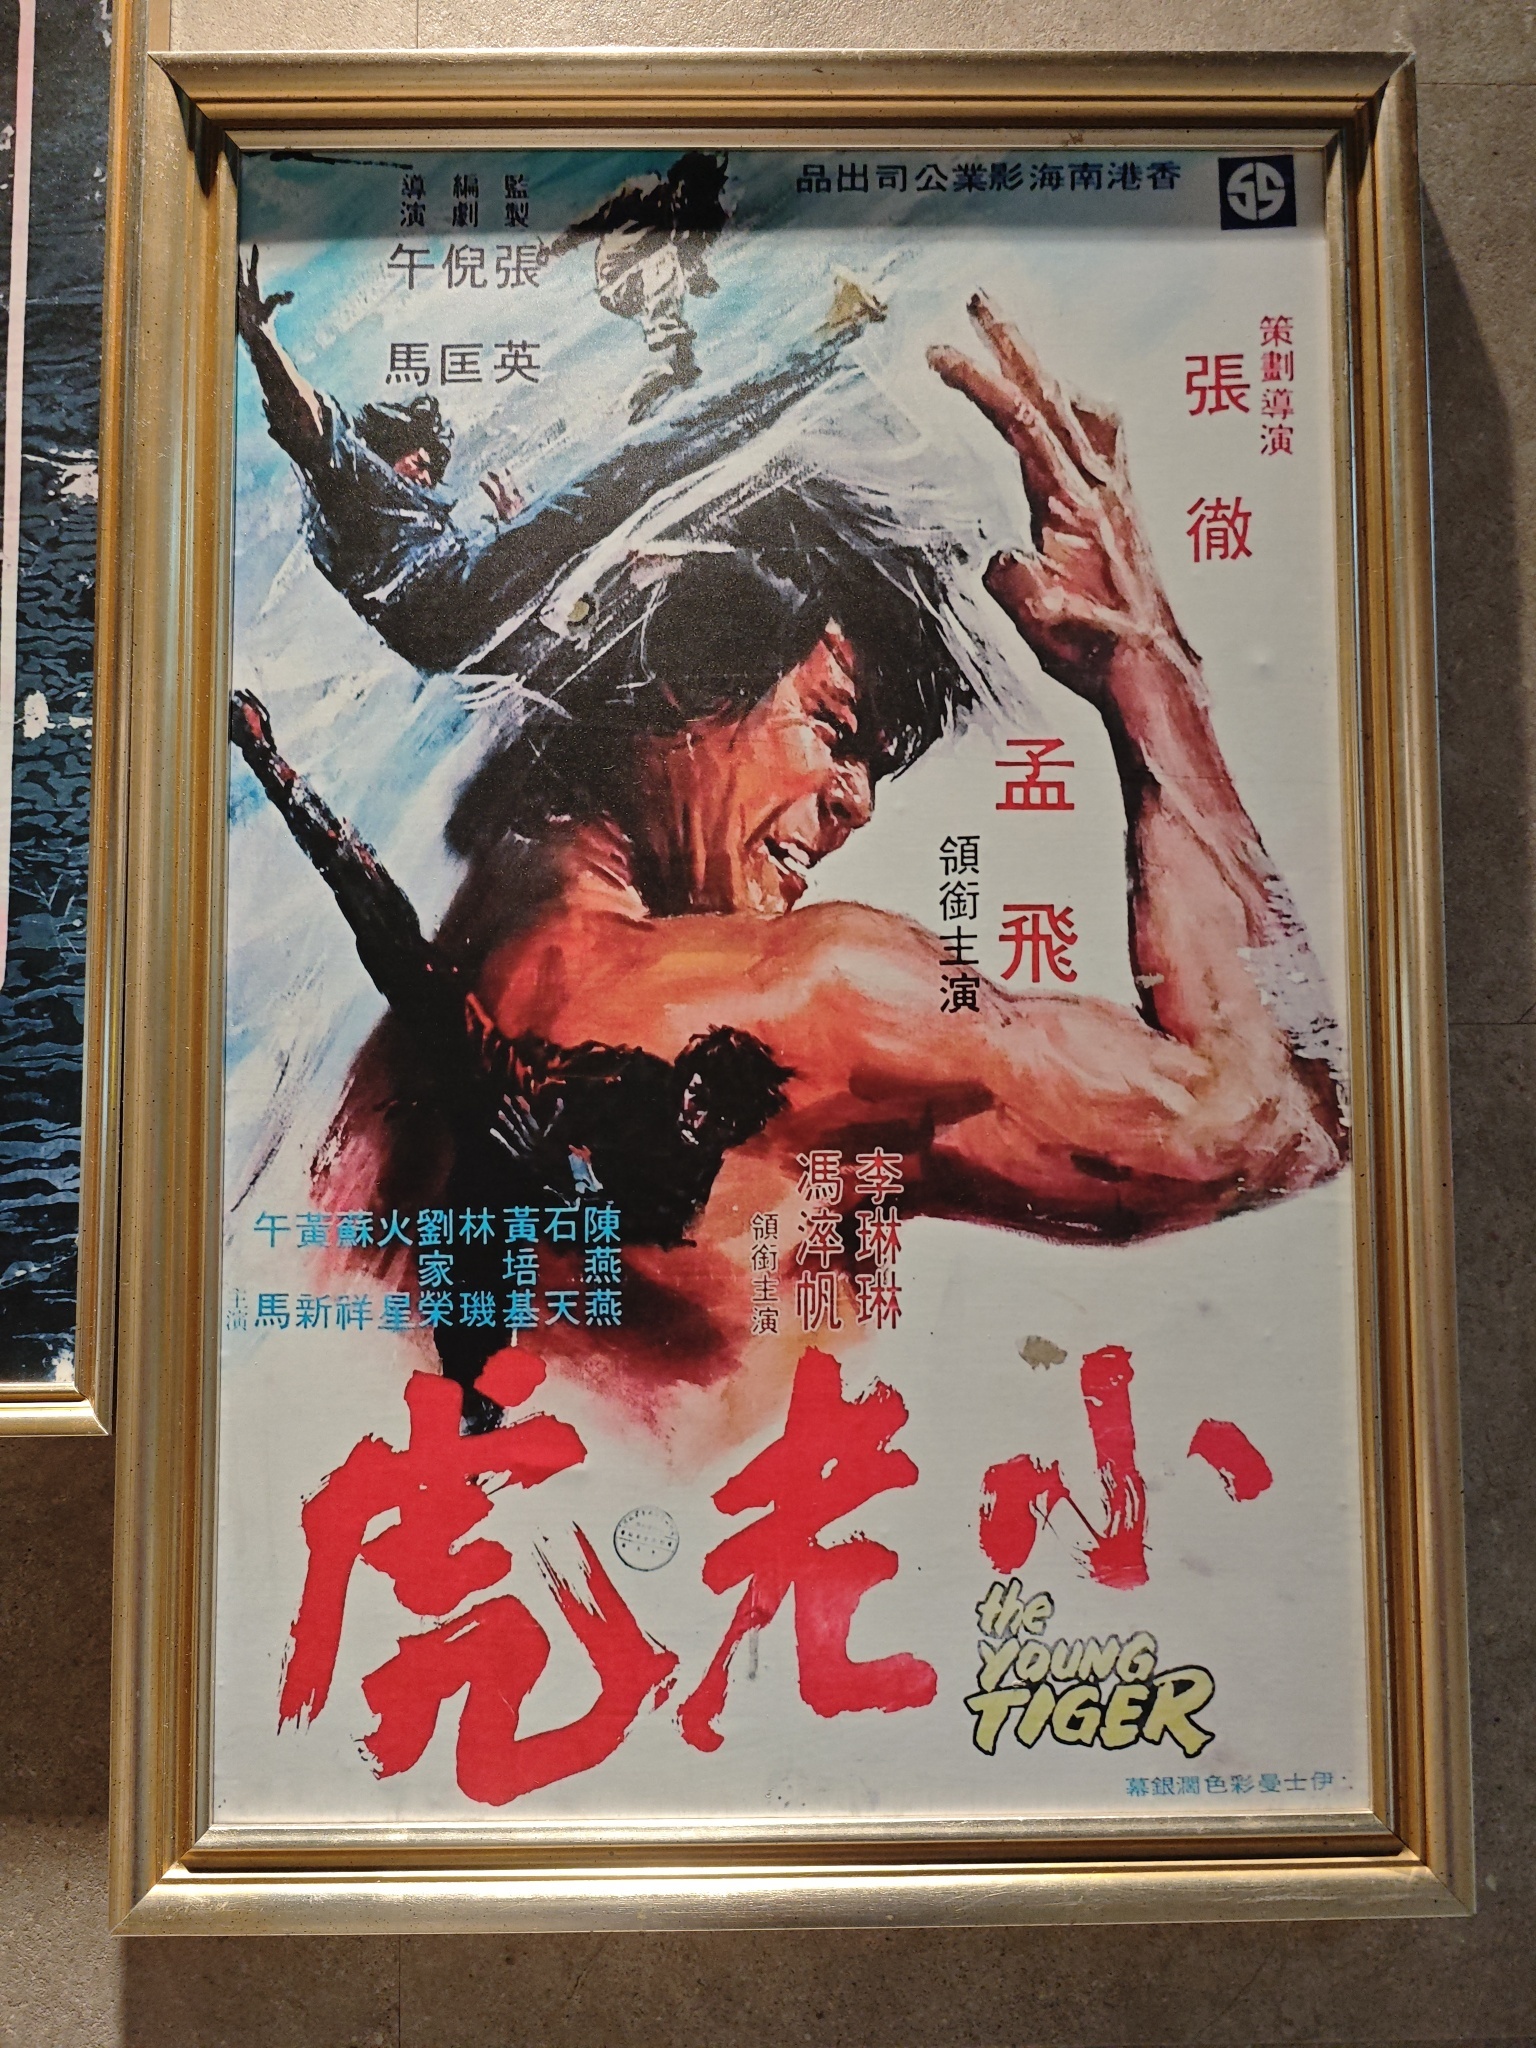 香港南海影業公司出品
策劃導演
張徹
監製
張英
編劇
倪匡
導演
午馬
孟飛
領銜主演
李琳琳
馮淬帆
領銜主演
陳燕燕
石天
黃培基
林璣
劉家榮
火星
蘇祥
黃新
午馬
主演
小老虎
the
YOUNG
TIGER
伊士曼彩色濶銀幕